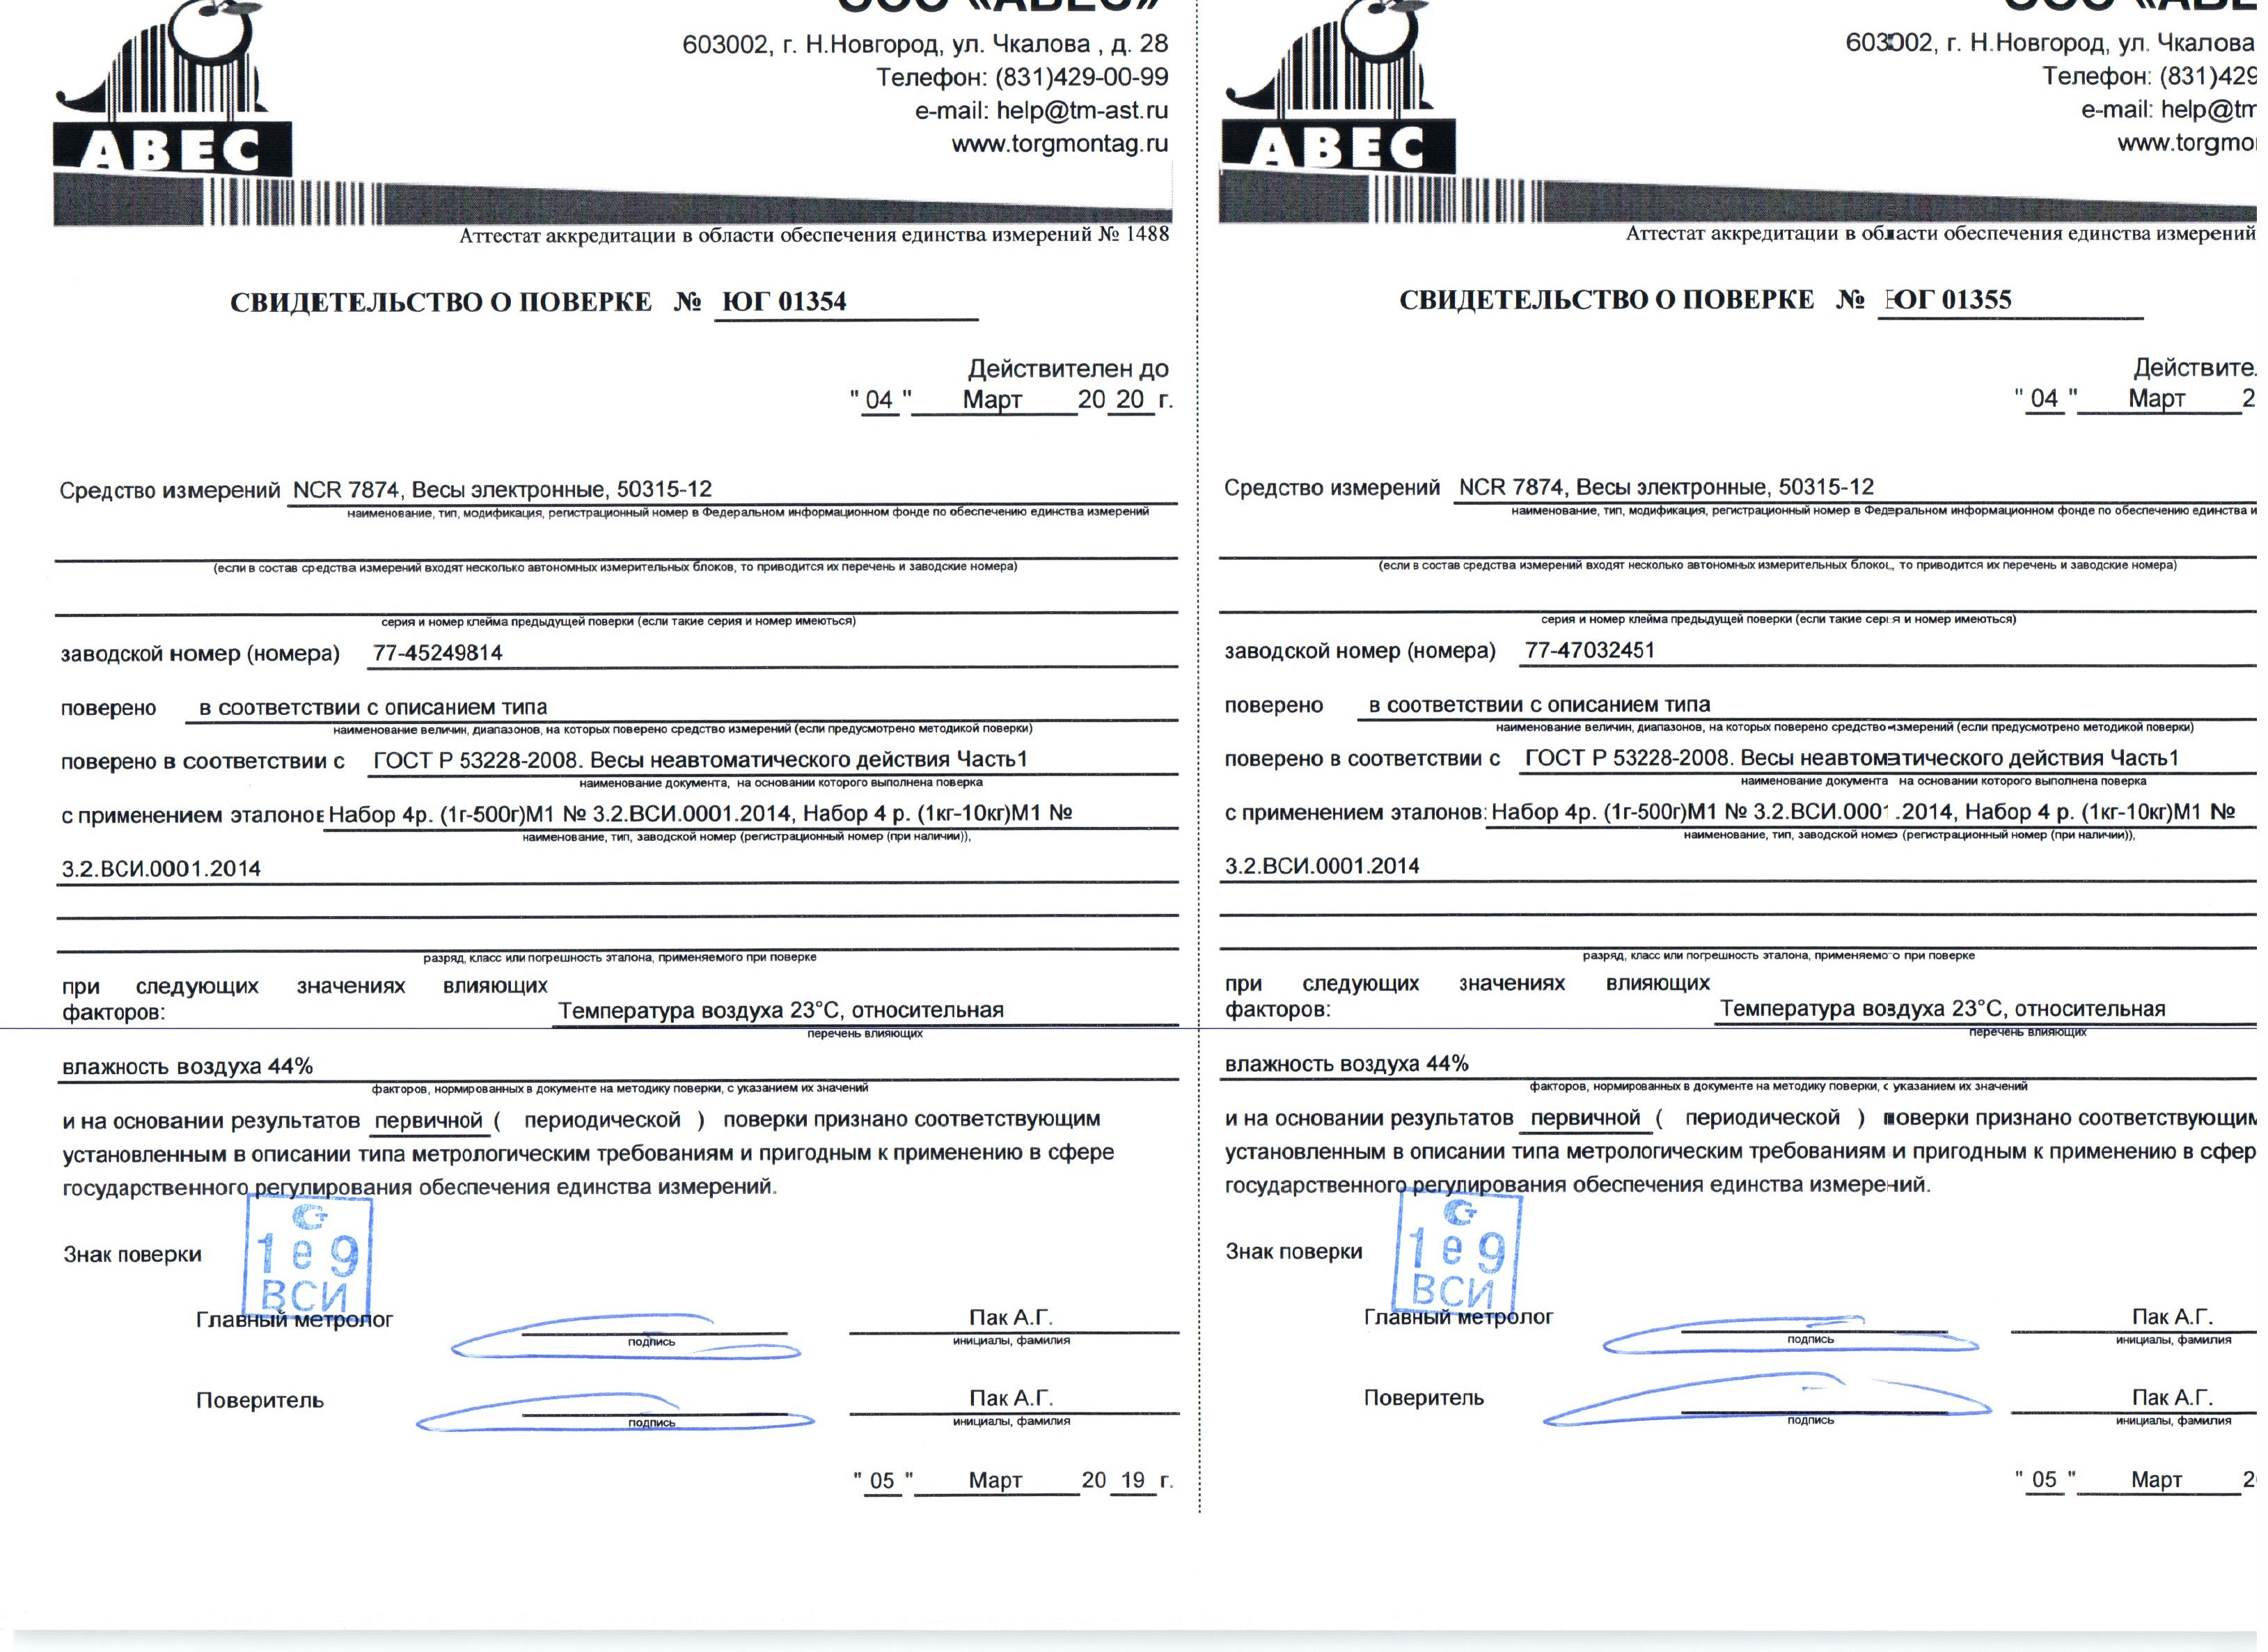 ООО «АВЕС»
603002, г. Н.Новгород, ул. Чкалова , д. 28
Телефон: (831)429-00-99
e-mail: help@tm-ast.ru
www.torgmontag.ru
АВЕС
Аттестат аккредитации в области обеспечения единства измерений № 1488
СВИДЕТЕЛЬСТВО О ПОВЕРКЕ № ЮГ 01354
Действителен до
" 04 " Март 20 20 г.
Средство измерений NCR 7874, Весы электронные, 50315-12
наименование, тип, модификация, регистрационный номер в Федеральном информационном фонде по обеспечению единства измерений
(если в состав средства измерений входят несколько автономных измерительных блоков, то приводится их перечень и заводские номера)
серия и номер клейма предыдущей поверки (если такие серия и номер имеються)
заводской номер (номера) 77-45249814
поверено в соответствии с описанием типа
наименование величин, диапазонов, на которых поверено средство измерений (если предусмотрено методикой поверки)
поверено в соответствии с ГОСТ Р 53228-2008. Весы неавтоматического действия Часть1
наименование документа, на основании которого выполнена поверка
с применением эталонов Набор 4р. (1г-500г)М1 № 3.2.ВСИ.0001.2014, Набор 4 р. (1кг-10кг)М1 №
наименование, тип, заводской номер (регистрационный номер (при наличии)),
3.2.ВСИ.0001.2014
разряд, класс или погрешность эталона, применяемого при поверке
при следующих значениях влияющих
факторов: Температура воздуха 23°С, относительная
перечень влияющих
влажность воздуха 44%
факторов, нормированных в документе на методику поверки, с указанием их значений
и на основании результатов первичной ( периодической ) поверки признано соответствующим
установленным в описании типа метрологическим требованиям и пригодным к применению в сфере
государственного регулирования обеспечения единства измерений.
Знак поверки
1 е 9
ВСИ
Главный метролог Пак А.Г.
подпись инициалы, фамилия
Поверитель Пак А.Г.
подпись инициалы, фамилия
" 05 " Март 20 19 г.
ООО «АВЕ
603002, г. Н.Новгород, ул. Чкалова
Телефон: (831)429
e-mail: help@tm
www.torgmo
АВЕС
Аттестат аккредитации в области обеспечения единства измерений
СВИДЕТЕЛЬСТВО О ПОВЕРКЕ № ЮГ 01355
Действите
" 04 " Март 2
Средство измерений NCR 7874, Весы электронные, 50315-12
наименование, тип, модификация, регистрационный номер в Федеральном информационном фонде по обеспечению единства и
(если в состав средства измерений входят несколько автономных измерительных блоков, то приводится их перечень и заводские номера)
серия и номер клейма предыдущей поверки (если такие серия и номер имеються)
заводской номер (номера) 77-47032451
поверено в соответствии с описанием типа
наименование величин, диапазонов, на которых поверено средство измерений (если предусмотрено методикой поверки)
поверено в соответствии с ГОСТ Р 53228-2008. Весы неавтоматического действия Часть1
наименование документа на основании которого выполнена поверка
с применением эталонов: Набор 4р. (1г-500г)М1 № 3.2.ВСИ.0001.2014, Набор 4 р. (1кг-10кг)М1 №
наименование, тип, заводской номер (регистрационный номер (при наличии)),
3.2.ВСИ.0001.2014
разряд, класс или погрешность эталона, применяемого при поверке
при следующих значениях влияющих
факторов: Температура воздуха 23°С, относительная
перечень влияющих
влажность воздуха 44%
факторов, нормированных в документе на методику поверки, с указанием их значений
и на основании результатов первичной ( периодической ) поверки признано соответствующим
установленным в описании типа метрологическим требованиям и пригодным к применению в сфер
государственного регулирования обеспечения единства измерений.
Знак поверки
1 е 9
ВСИ
Главный метролог Пак А.Г.
подпись инициалы, фамилия
Поверитель Пак А.Г.
подпись инициалы, фамилия
" 05 " Март 2